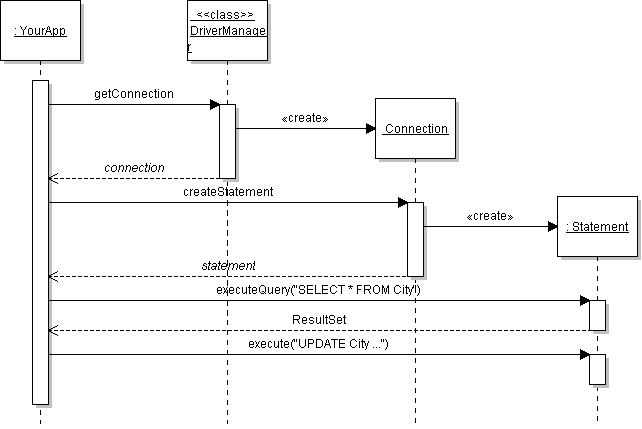 : YourApp
<<class>>
DriverManage
r
getConnection
«create»
: Connection
connection
createStatement
«create»
: Statement
statement
executeQuery("SELECT * FROM City")
ResultSet
execute("UPDATE City ...")